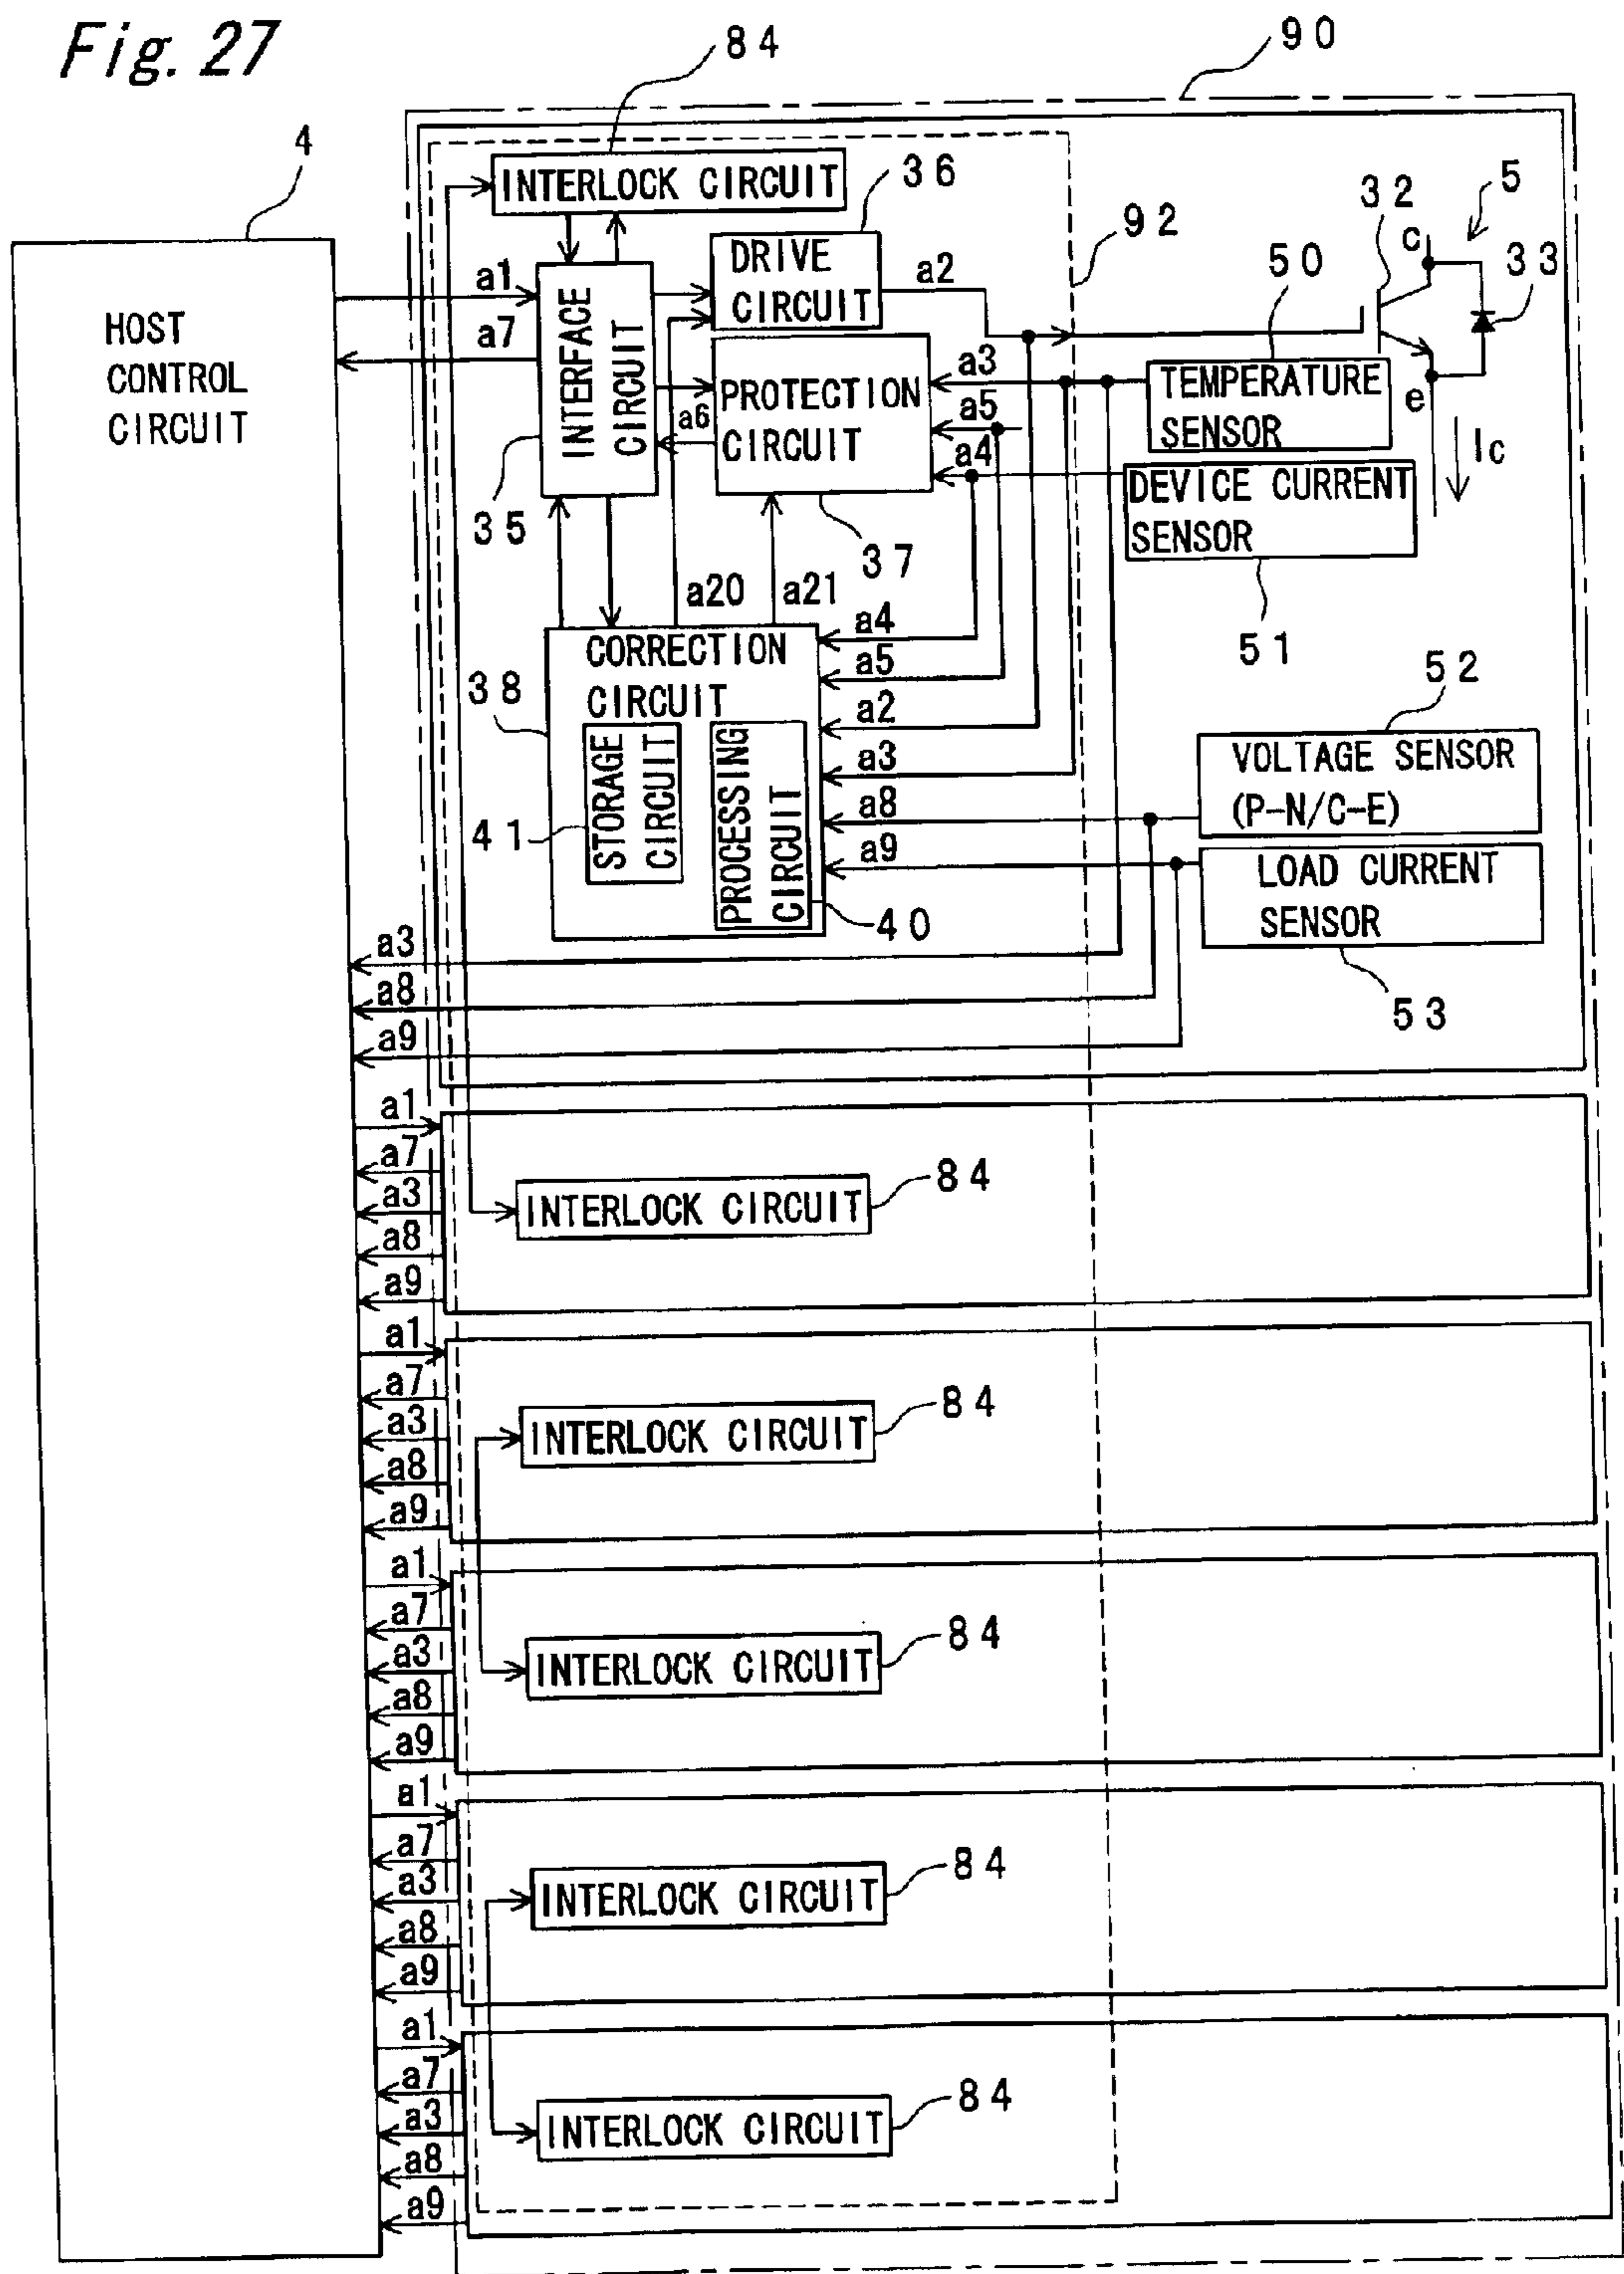 Fig. 27
84
90
4
INTERLOCK CIRCUIT
36
32
5
92
HOST
CONTROL
CIRCUIT
a1
a7
INTERFACE
CIRCUIT
DRIVE
CIRCUIT
a2
50
c
33
a3
a5
a4
a6
PROTECTION
CIRCUIT
TEMPERATURE
SENSOR
e
Ic
DEVICE CURRENT
SENSOR
35
37
51
a20
a21
38
CORRECTION
CIRCUIT
a4
a5
a2
a3
a8
a9
52
VOLTAGE SENSOR
(P-N/C-E)
41
STORAGE
CIRCUIT
PROCESSING
CIRCUIT
40
LOAD CURRENT
SENSOR
53
a3
a8
a9
a1
a7
a3
a8
a9
INTERLOCK CIRCUIT
84
a1
a7
a3
a8
a9
INTERLOCK CIRCUIT
84
a1
a7
a3
a8
a9
INTERLOCK CIRCUIT
84
a1
a7
a3
a8
a9
INTERLOCK CIRCUIT
84
a1
a7
a3
a8
a9
INTERLOCK CIRCUIT
84